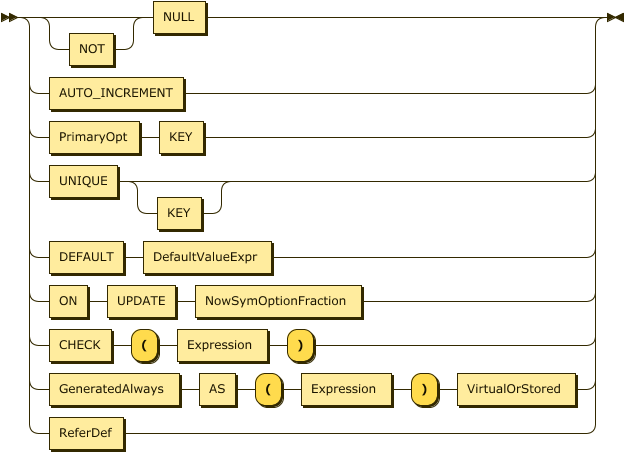 NULL
NOT
AUTO_INCREMENT
PrimaryOpt KEY
UNIQUE
KEY
DEFAULT DefaultValueExpr
ON UPDATE NowSymOptionFraction
CHECK ( Expression )
GeneratedAlways AS ( Expression ) VirtualOrStored
ReferDef